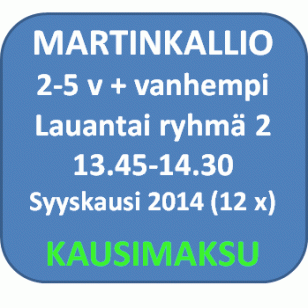 MARTINKALLIO
2-5 v + vanhempi
Lauantai ryhmä 2
13.45-14.30
Syyskausi 2014 (12 x)
KAUSIMAKSU